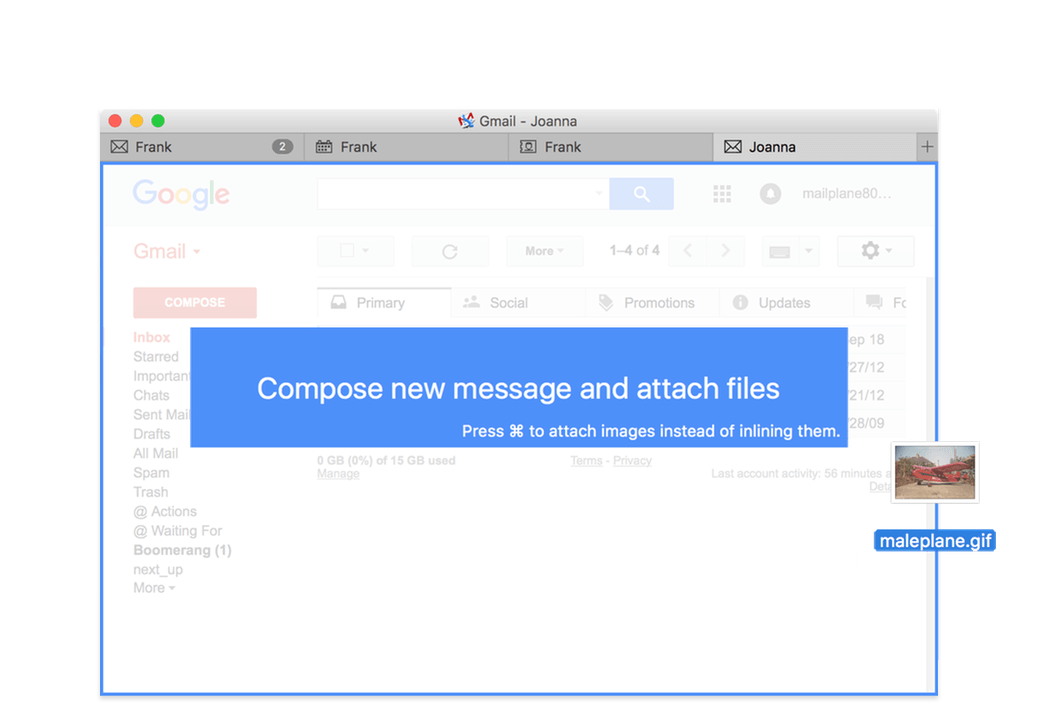 Gmail - Joanna
Frank 2 Frank Frank Joanna
Google mailplane80...
Gmail More 1–4 of 4
COMPOSE Primary Social Promotions Updates
Inbox ep 18
Starred
Important 27/12
Compose new message and attach files
Chats 21/12
Sent Mail
Drafts 28/09
Press ⌘ to attach images instead of inlining them.
All Mail 0 GB (0%) of 15 GB used Terms - Privacy
Spam Manage Last account activity: 56 minutes a
Trash Deta
@ Actions
@ Waiting For
maleplane.gif
Boomerang (1)
next_up
More